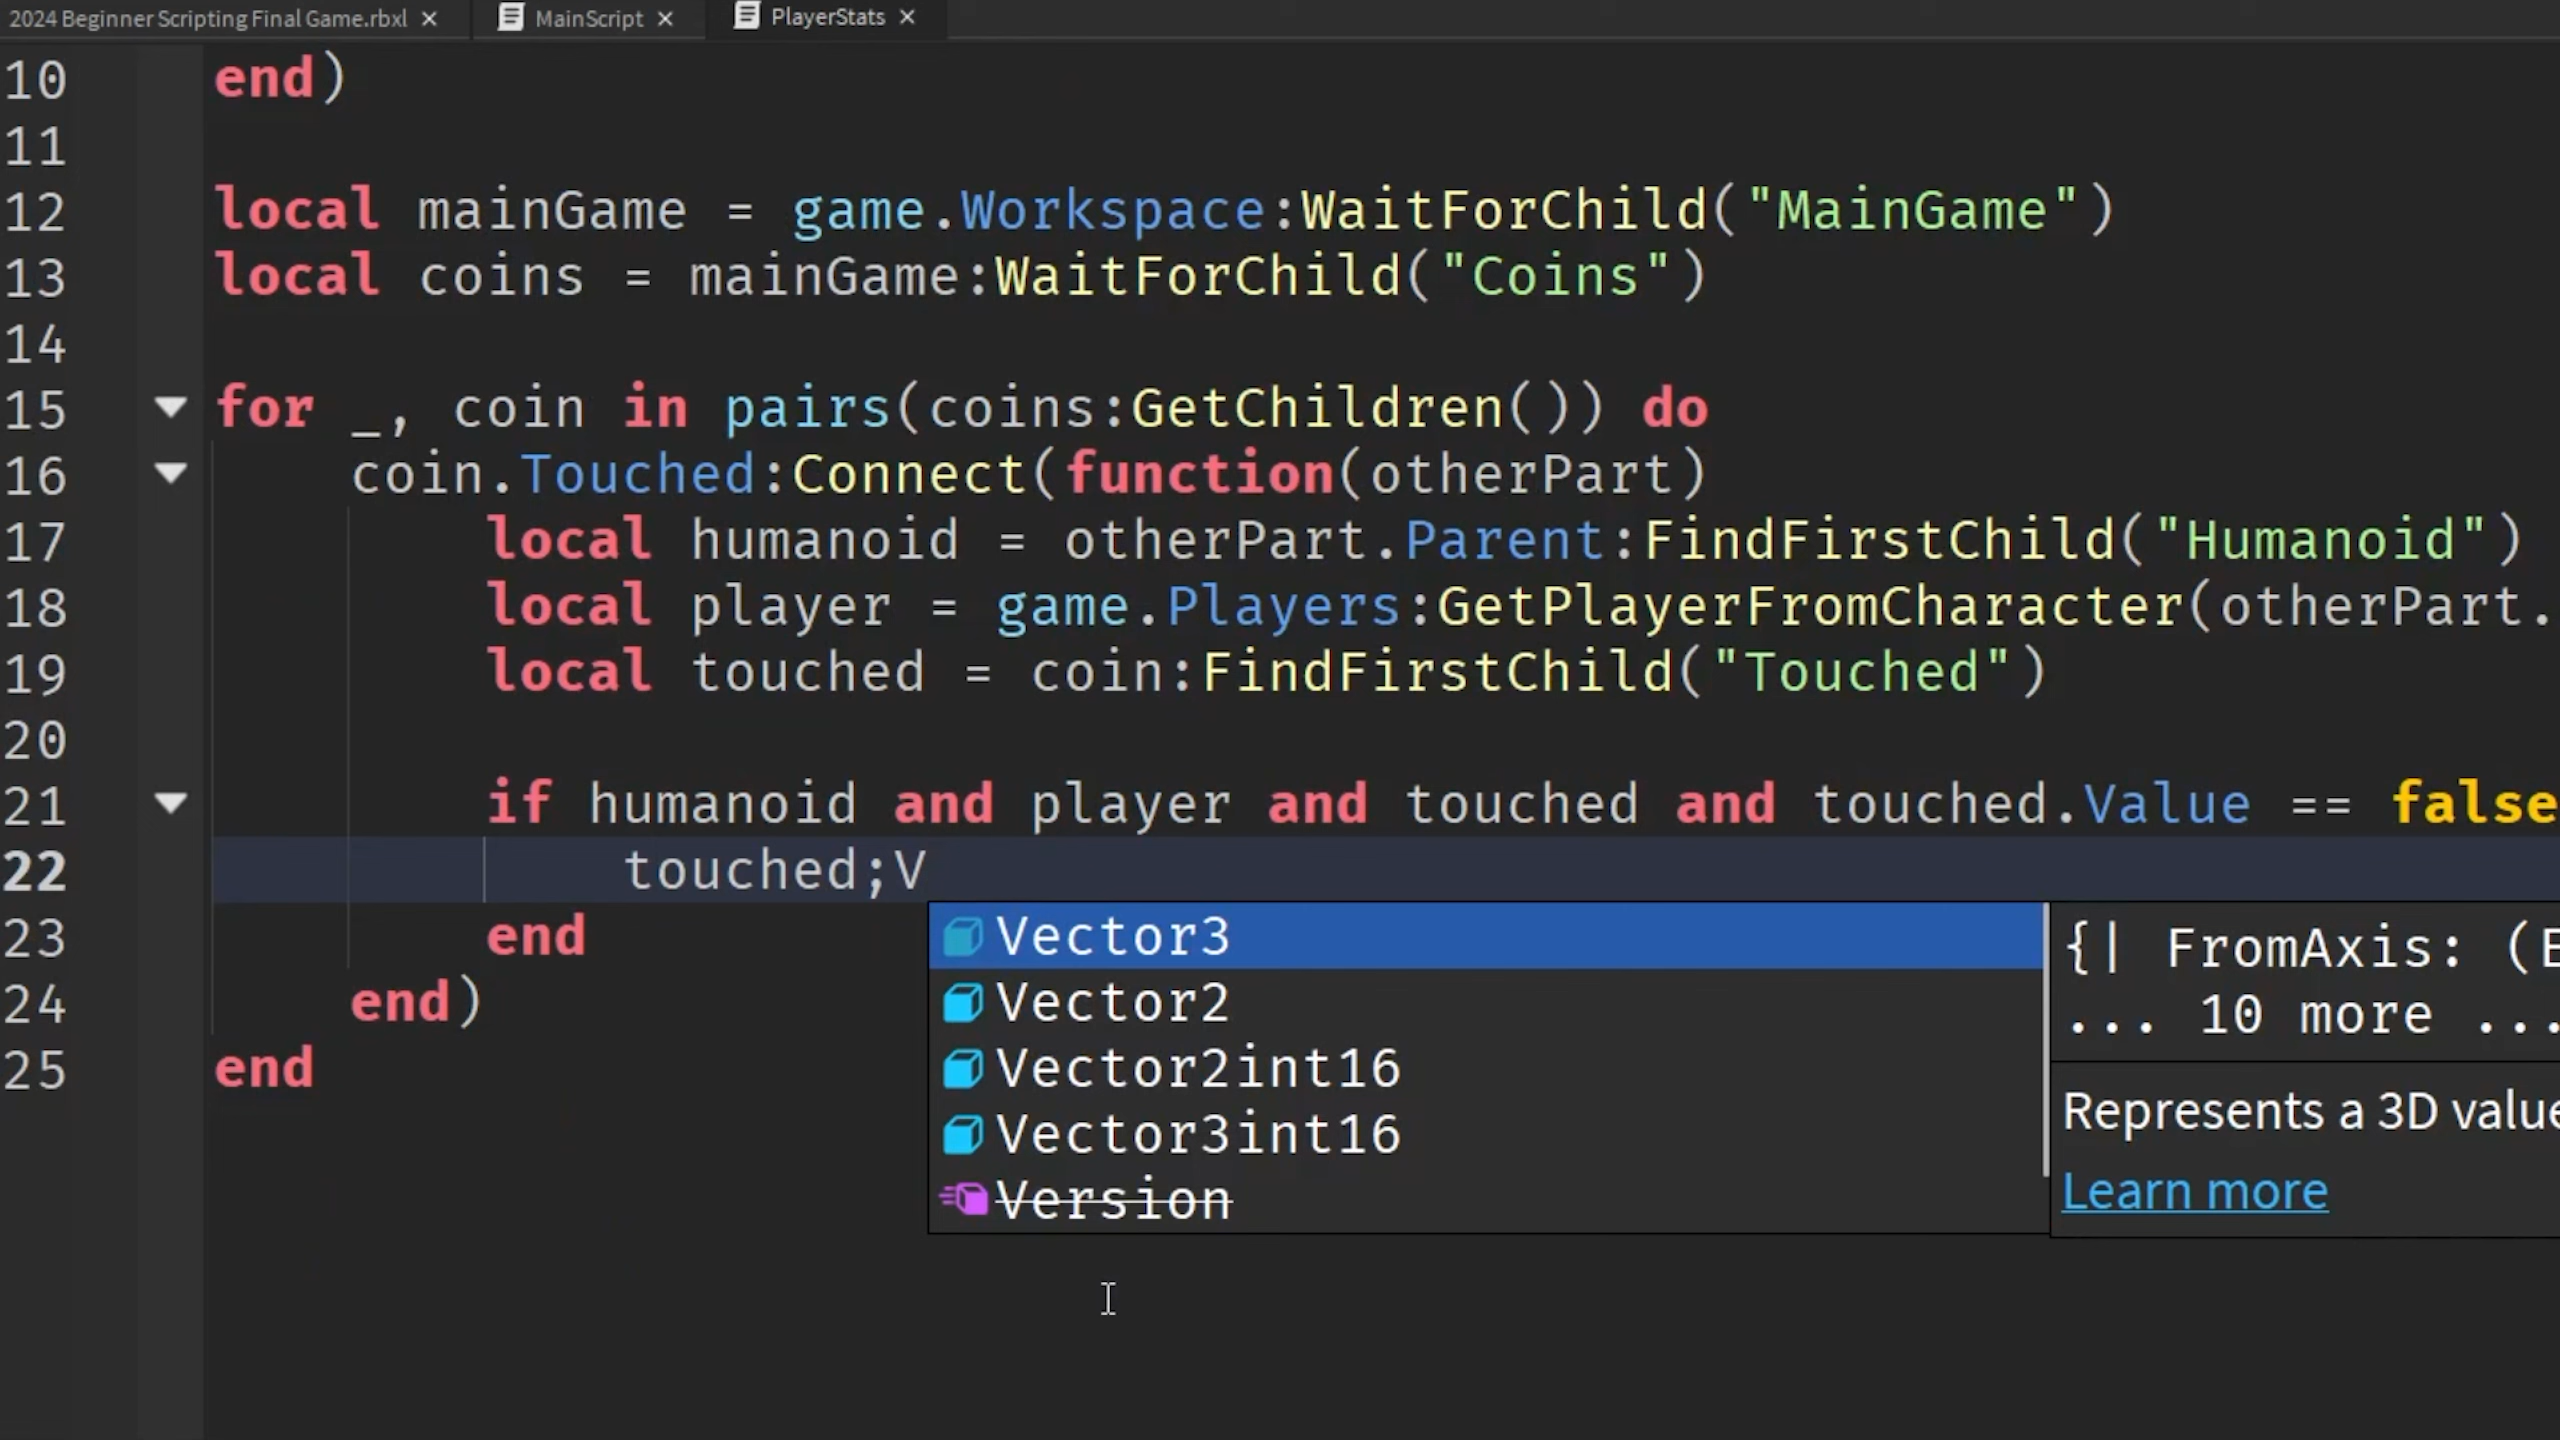 2024 Beginner Scripting Final Game.rbxl × MainScript × PlayerStats ×
10 end)
11
12 local mainGame = game.Workspace:WaitForChild("MainGame")
13 local coins = mainGame:WaitForChild("Coins")
14
15 for _, coin in pairs(coins:GetChildren()) do
16 coin.Touched:Connect(function(otherPart)
17 local humanoid = otherPart.Parent:FindFirstChild("Humanoid")
18 local player = game.Players:GetPlayerFromCharacter(otherPart.
19 local touched = coin:FindFirstChild("Touched")
20
21 if humanoid and player and touched and touched.Value == false
22 touched;V
23 end
24 end)
25 end
Vector3
Vector2
Vector2int16
Vector3int16
Version
{| FromAxis: (E
... 10 more ...
Represents a 3D value
Learn more